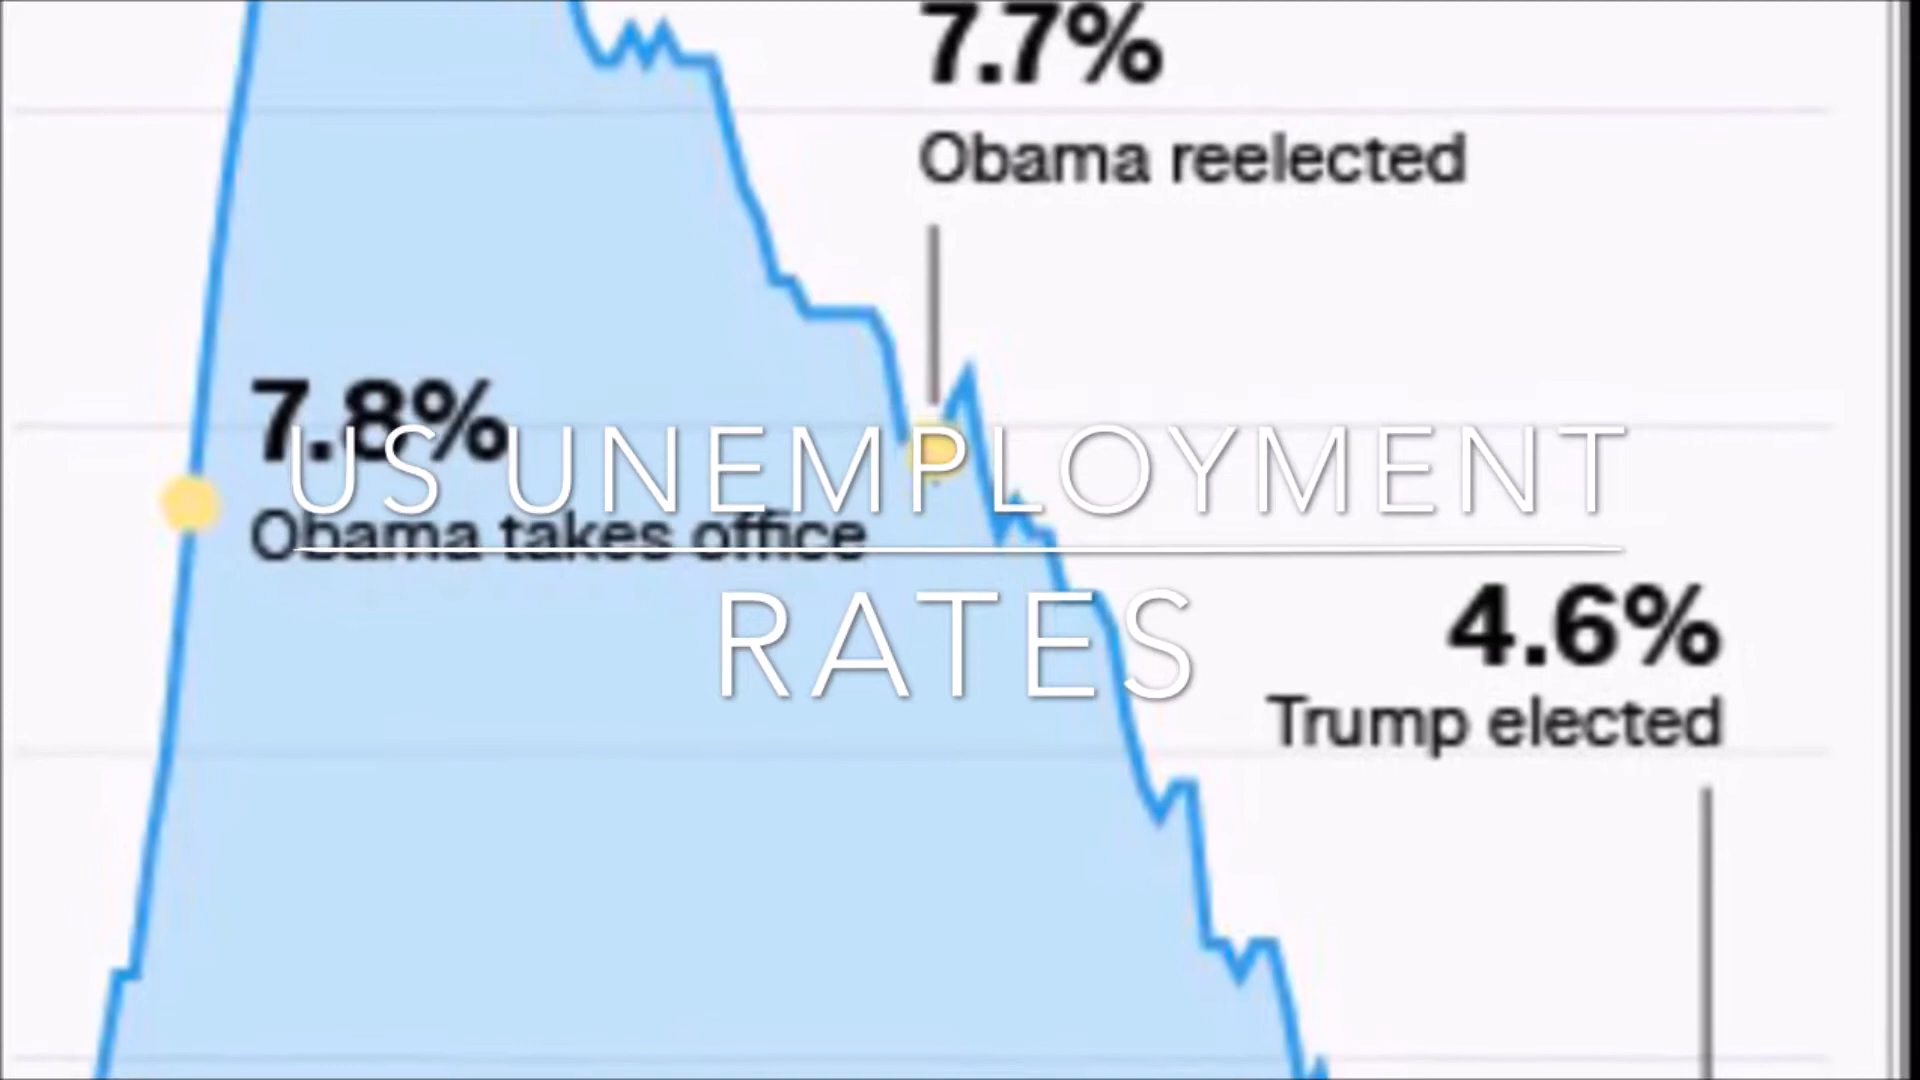 7.7%
Obama reelected
7.8%
US UNEMPLOYMENT
Obama takes office
RATES
4.6%
Trump elected